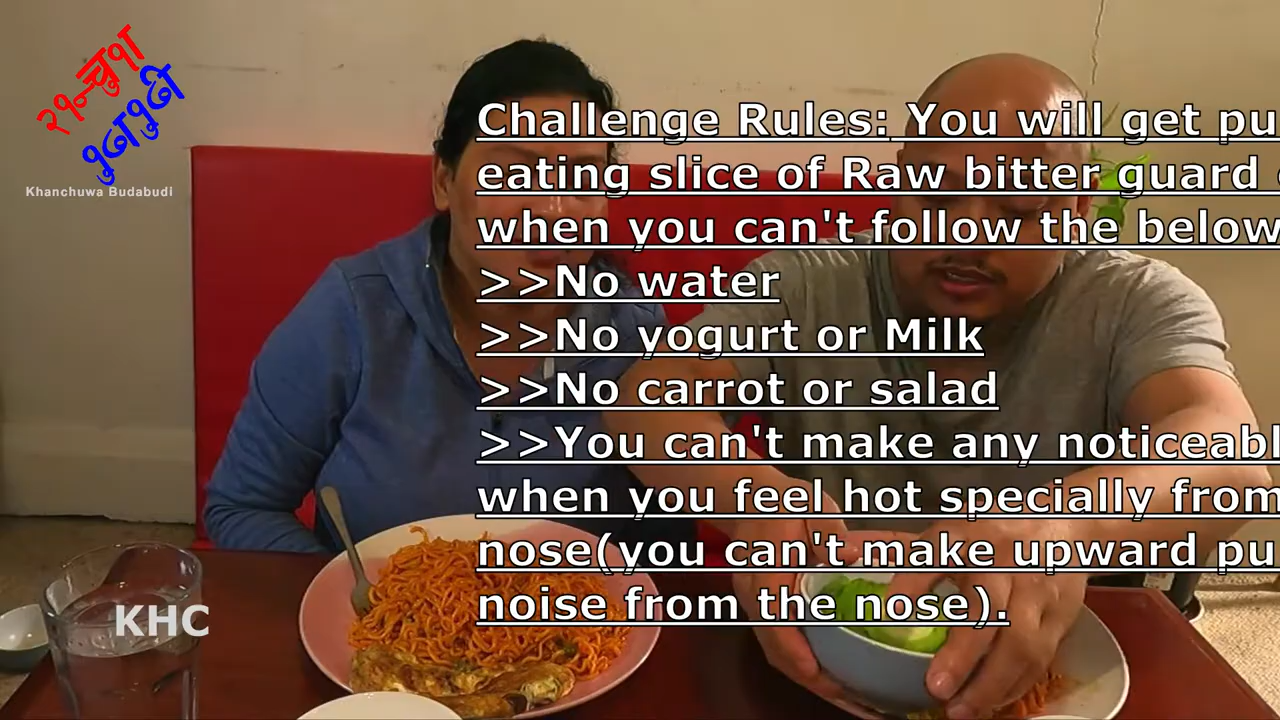 Khanchuwa Budabudi
Challenge Rules: You will get pu
eating slice of Raw bitter guard
when you can't follow the below
>>No water
>>No yogurt or Milk
>>No carrot or salad
>>You can't make any noticeabl
when you feel hot specially from
nose(you can't make upward pu
noise from the nose).
KHC